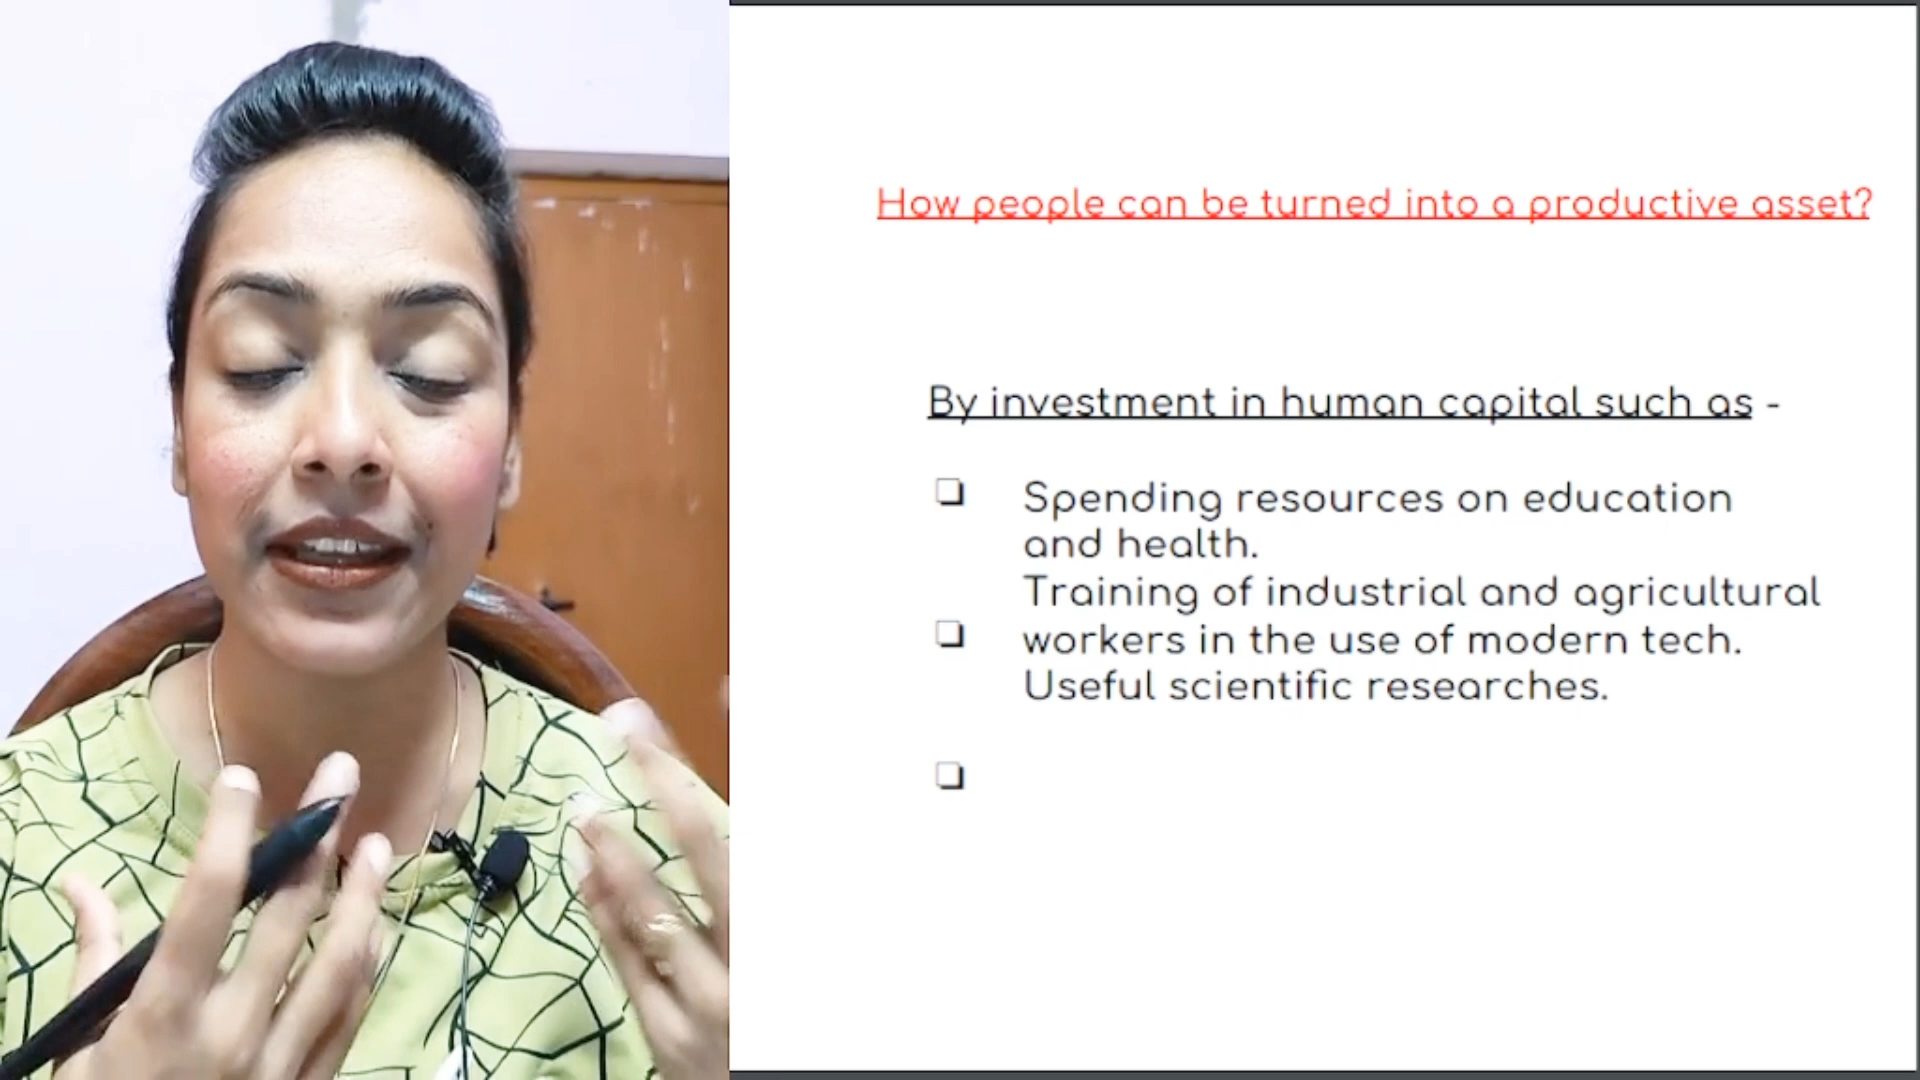 How people can be turned into a productive asset?
By investment in human capital such as -
❏ Spending resources on education
and health.
Training of industrial and agricultural
❏ workers in the use of modern tech.
Useful scientific researches.
❏